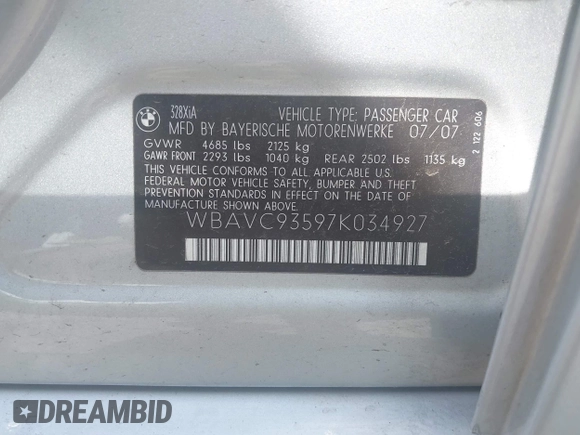 BMW
328XiA
VEHICLE TYPE: PASSENGER CAR
MFD BY BAYERISCHE MOTORENWERKE 07/07
GVWR 4685 lbs 2125 kg
GAWR FRONT 2293 lbs 1040 kg REAR 2502 lbs 1135 kg
THIS VEHICLE CONFORMS TO ALL APPLICABLE U.S.
FEDERAL MOTOR VEHICLE SAFETY, BUMPER AND THEFT
PREVENTION STANDARDS IN EFFECT ON THE DATE OF
MANUFACTURE SHOWN ABOVE.
WBAVC93597K034927
2 122 606
DREAMBID